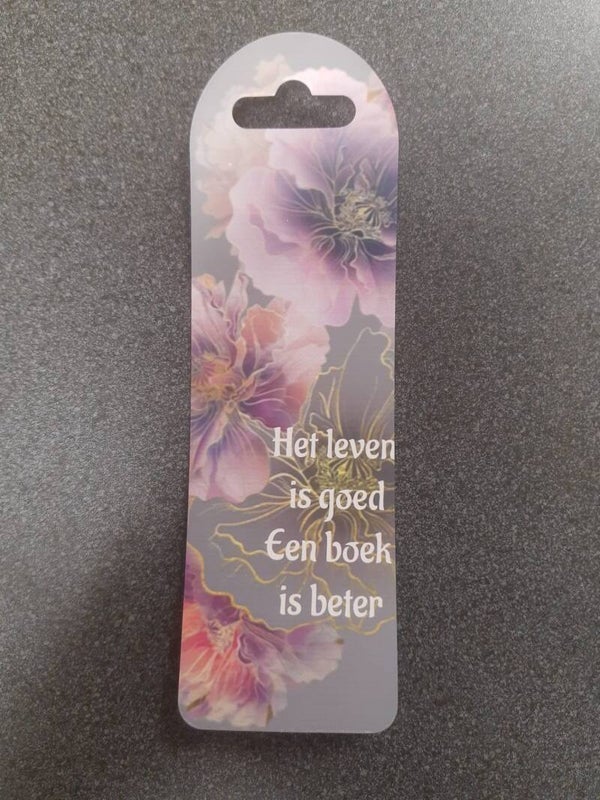 Het leven
is goed
Een boek
is beter